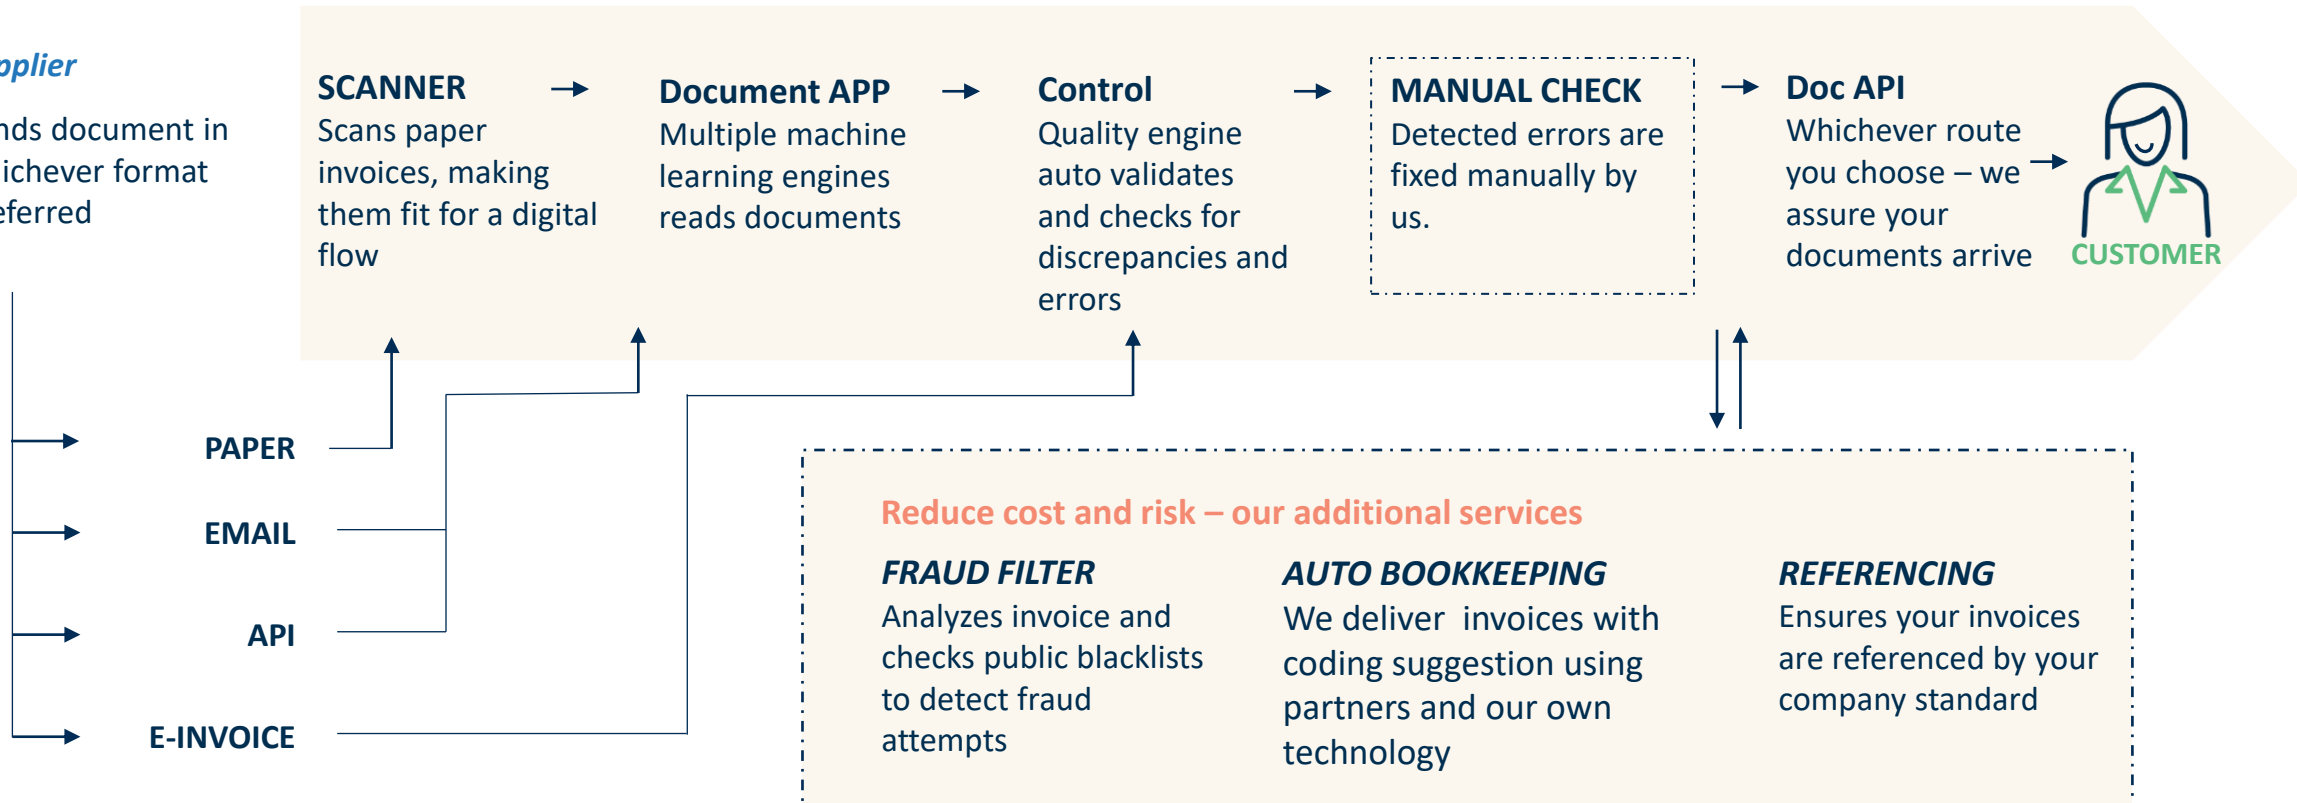 pplier
nds document in
ichever format
eferred
SCANNER
Scans paper
invoices, making
them fit for a digital
flow
Document APP
Multiple machine
learning engines
reads documents
Control
Quality engine
auto validates
and checks for
discrepancies and
errors
MANUAL CHECK
Detected errors are
fixed manually by
us.
Doc API
Whichever route
you choose – we
assure your
documents arrive
CUSTOMER
PAPER
EMAIL
API
E-INVOICE
Reduce cost and risk – our additional services
FRAUD FILTER
Analyzes invoice and
checks public blacklists
to detect fraud
attempts
AUTO BOOKKEEPING
We deliver  invoices with
coding suggestion using
partners and our own
technology
REFERENCING
Ensures your invoices
are referenced by your
company standard